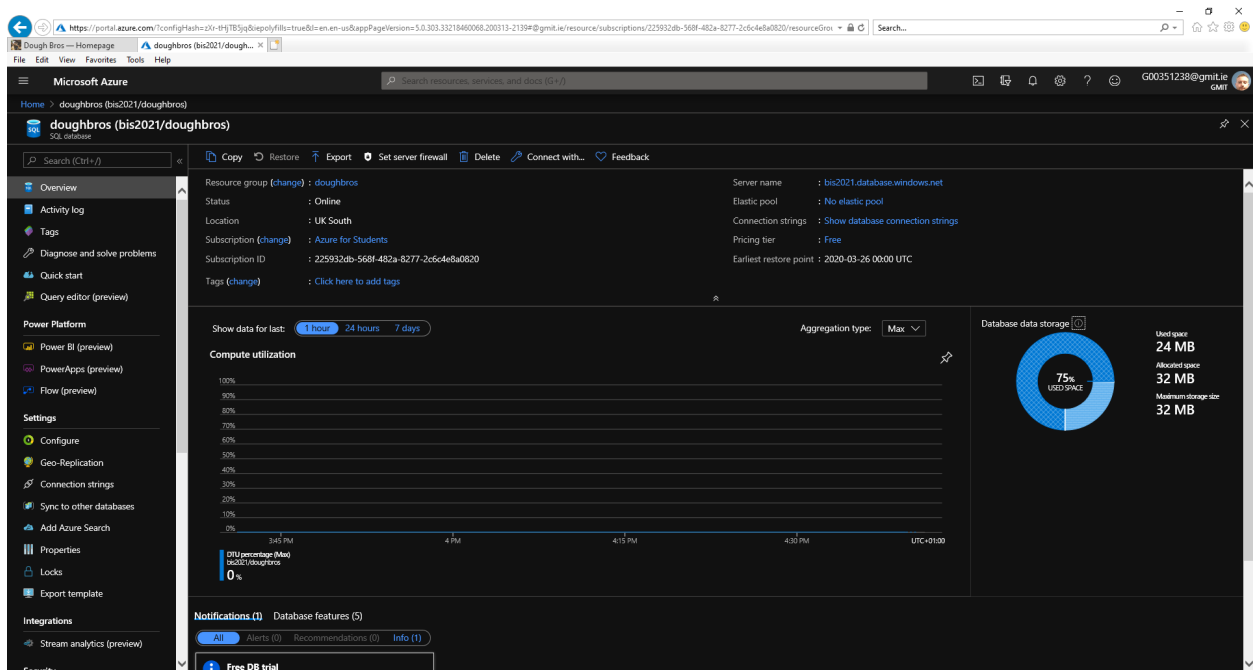 https://portal.azure.com/?configHash=zXr-tHjTB5jq&iepolyfills=true&l=en.en-us&appPageVersion=5.0.303.33218460068.200313-2139#@gmit.ie/resource/subscriptions/225932db-568f-482a-8277-2c6c4e8a0820/resourceGro
Search...
Dough Bros — Homepage
doughbros (bis2021/dough...
File Edit View Favorites Tools Help
Microsoft Azure
Search resources, services, and docs (G+/)
G00351238@gmit.ie
GMIT
Home > doughbros (bis2021/doughbros)
SQL
doughbros (bis2021/doughbros)
SQL database
Search (Ctrl+/)
Copy Restore Export Set server firewall Delete Connect with... Feedback
Overview
Activity log
Tags
Diagnose and solve problems
Quick start
Query editor (preview)
Power Platform
Power BI (preview)
PowerApps (preview)
Flow (preview)
Settings
Configure
Geo-Replication
Connection strings
Sync to other databases
Add Azure Search
Properties
Locks
Export template
Integrations
Stream analytics (preview)
Resource group (change) : doughbros
Status : Online
Location : UK South
Subscription (change) : Azure for Students
Subscription ID : 225932db-568f-482a-8277-2c6c4e8a0820
Tags (change) : Click here to add tags
Server name : bis2021.database.windows.net
Elastic pool : No elastic pool
Connection strings : Show database connection strings
Pricing tier : Free
Earliest restore point : 2020-03-26 00:00 UTC
Show data for last: 1 hour 24 hours 7 days
Aggregation type: Max
Compute utilization
100%
90%
80%
70%
60%
50%
40%
30%
20%
10%
0%
3:45 PM 4 PM 4:15 PM 4:30 PM UTC+01:00
DTU percentage (Max)
bis2021/doughbros
0 %
Database data storage
75%
USED SPACE
Used space
24 MB
Allocated space
32 MB
Maximum storage size
32 MB
Notifications (1) Database features (5)
All Alerts (0) Recommendations (0) Info (1)
Free DB trial